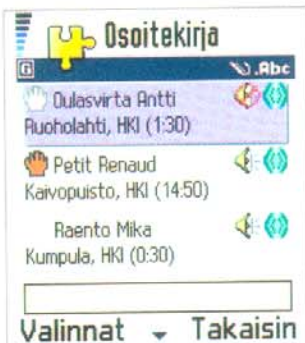 Osoitekirja
G .Abc
Oulasvirta Antti
Ruoholahti, HKI (1:30)
Petit Renaud
Kaivopuisto, HKI (14:50)
Raento Mika
Kumpula, HKI (0:30)
Valinnat Takaisin